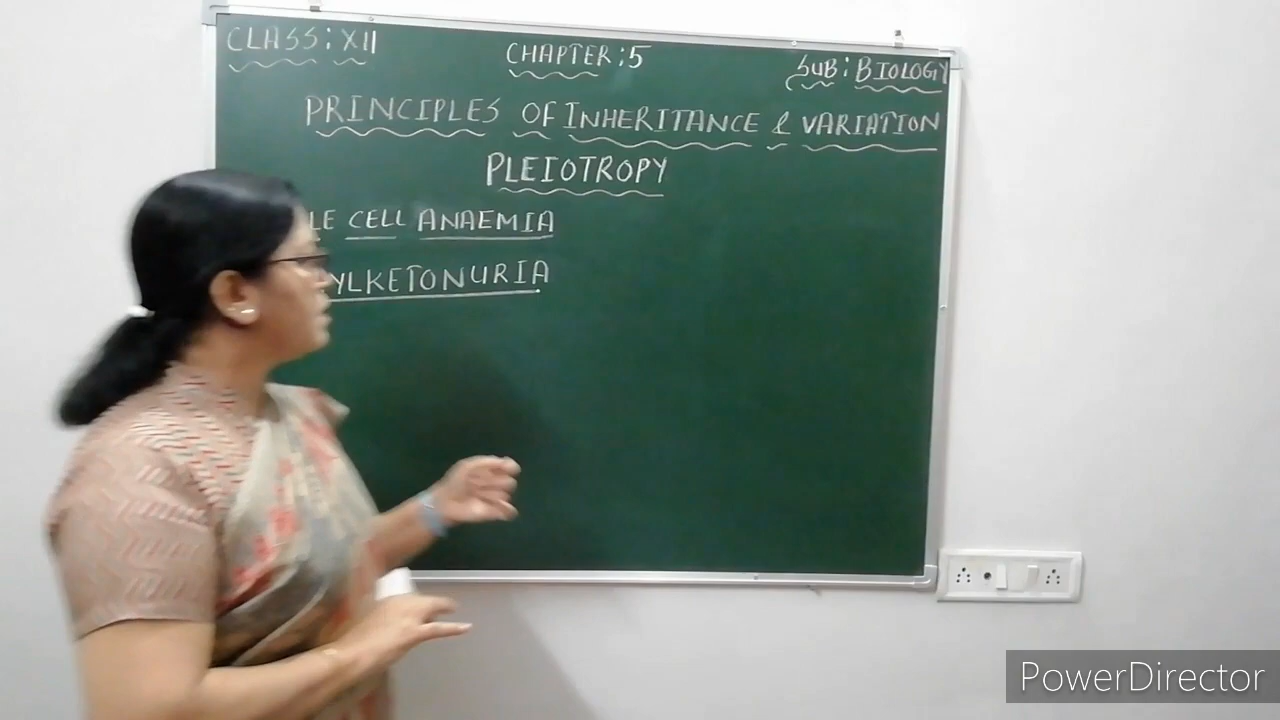 CLASS: XII
CHAPTER: 5
SUB: BIOLOGY
PRINCIPLES OF INHERITANCE & VARIATION
PLEIOTROPY
LE CELL ANAEMIA
YLKETONURIA
PowerDirector